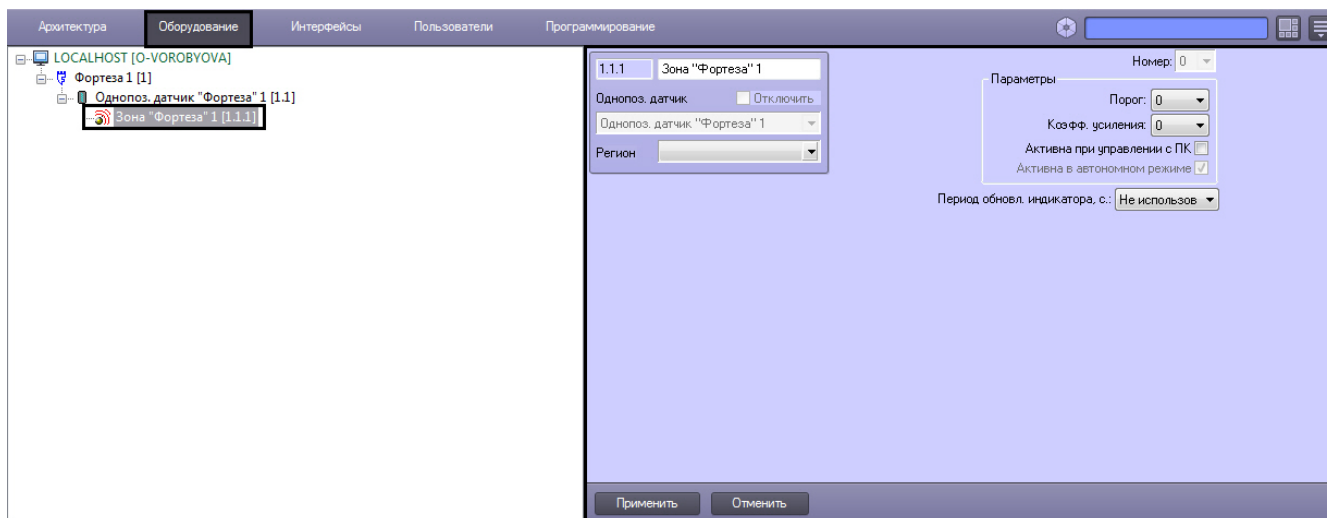 Архитектура Оборудование Интерфейсы Пользователи Программирование
LOCALHOST [O-VOROBYOVA]
Фортеза 1 [1]
Однопоз. датчик "Фортеза" 1 [1.1]
Зона "Фортеза" 1 [1.1.1]
1.1.1 Зона "Фортеза" 1
Однопоз. датчик Отключить
Однопоз. датчик "Фортеза" 1
Регион
Номер: 0
Параметры
Порог: 0
Коэфф. усиления: 0
Активна при управлении с ПК
Активна в автономном режиме
Период обновл. индикатора, с.: Не использов
Применить Отменить